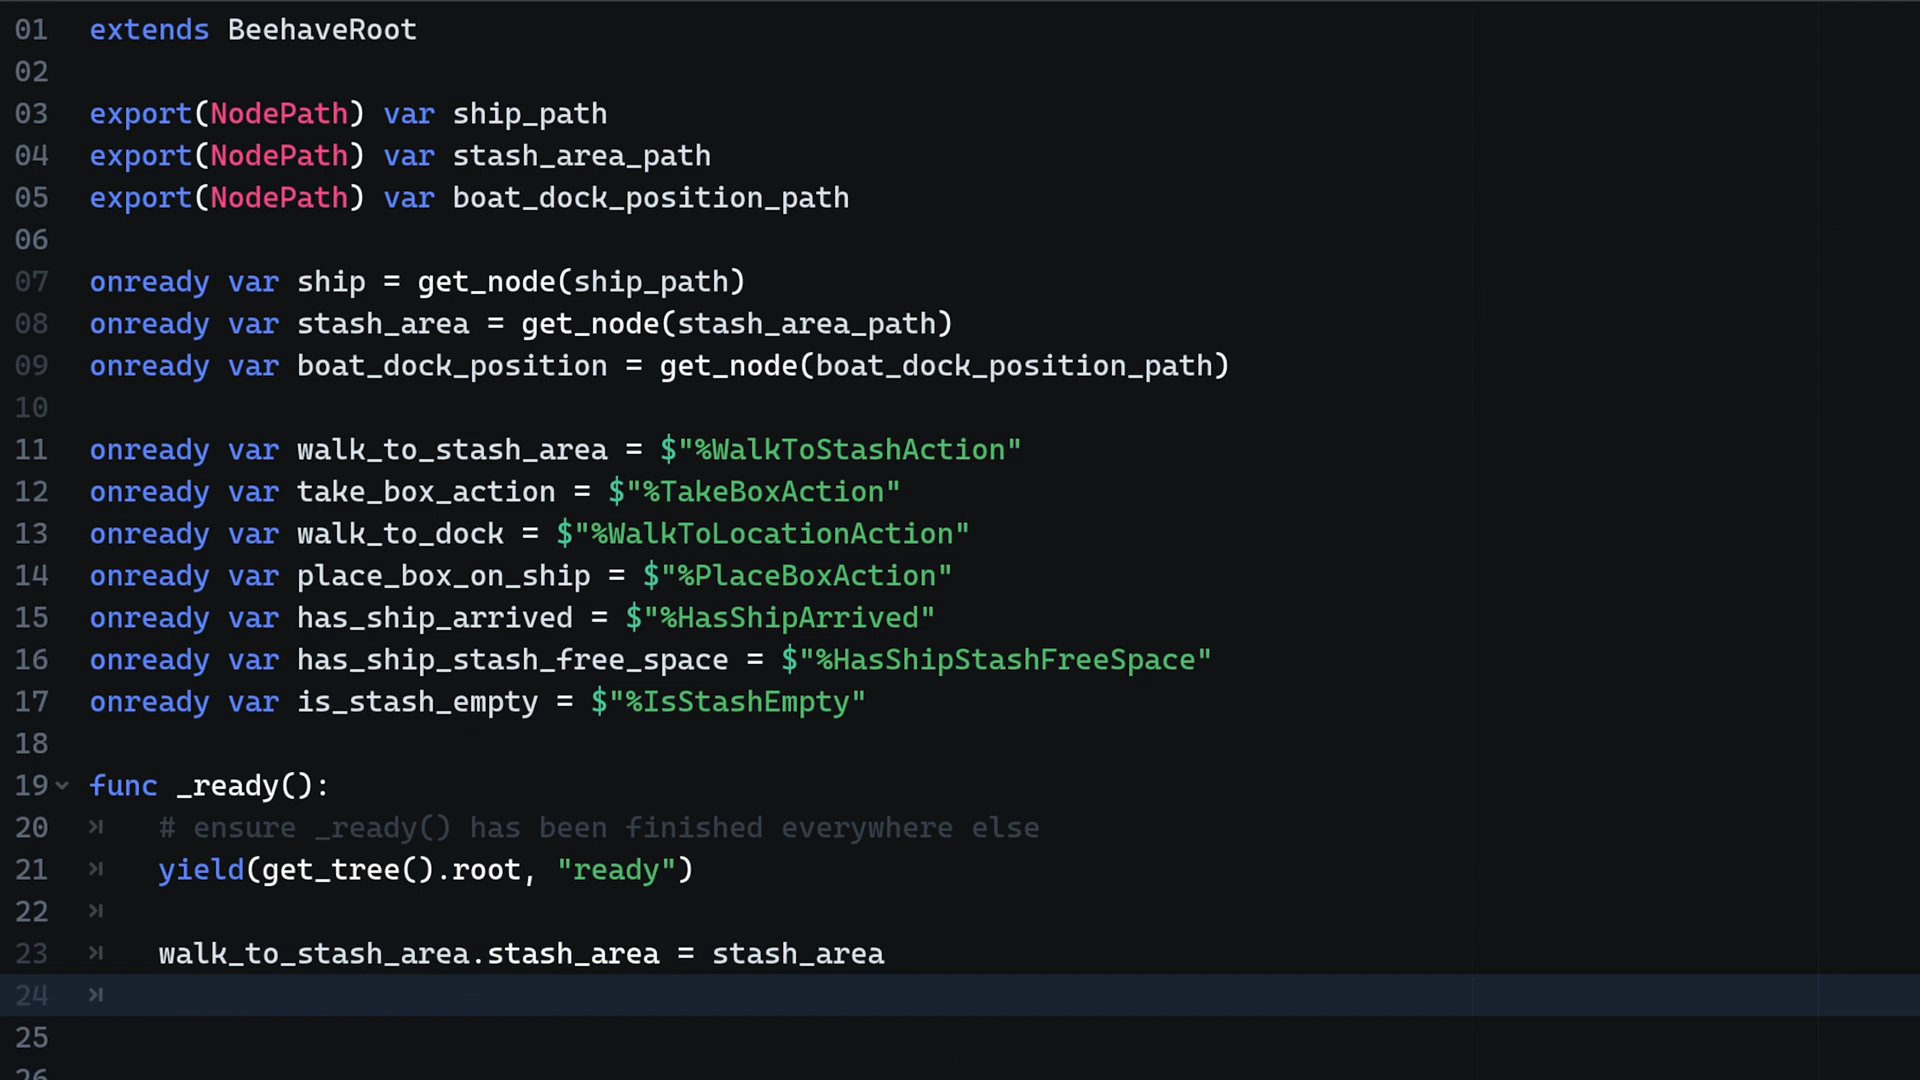 01 extends BeehaveRoot
02
03 export(NodePath) var ship_path
04 export(NodePath) var stash_area_path
05 export(NodePath) var boat_dock_position_path
06
07 onready var ship = get_node(ship_path)
08 onready var stash_area = get_node(stash_area_path)
09 onready var boat_dock_position = get_node(boat_dock_position_path)
10
11 onready var walk_to_stash_area = $"%WalkToStashAction"
12 onready var take_box_action = $"%TakeBoxAction"
13 onready var walk_to_dock = $"%WalkToLocationAction"
14 onready var place_box_on_ship = $"%PlaceBoxAction"
15 onready var has_ship_arrived = $"%HasShipArrived"
16 onready var has_ship_stash_free_space = $"%HasShipStashFreeSpace"
17 onready var is_stash_empty = $"%IsStashEmpty"
18
19 func _ready():
20 # ensure _ready() has been finished everywhere else
21 yield(get_tree().root, "ready")
22
23 walk_to_stash_area.stash_area = stash_area
24
25
26